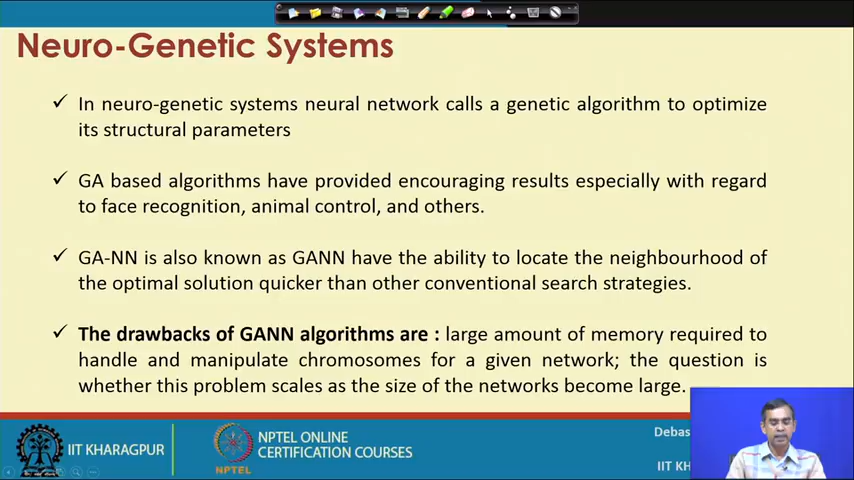 Neuro-Genetic Systems
✓ In neuro-genetic systems neural network calls a genetic algorithm to optimize
its structural parameters
✓ GA based algorithms have provided encouraging results especially with regard
to face recognition, animal control, and others.
✓ GA-NN is also known as GANN have the ability to locate the neighbourhood of
the optimal solution quicker than other conventional search strategies.
✓ The drawbacks of GANN algorithms are : large amount of memory required to
handle and manipulate chromosomes for a given network; the question is
whether this problem scales as the size of the networks become large.
IIT KHARAGPUR
NPTEL
NPTEL ONLINE
CERTIFICATION COURSES
Debas
IIT KH